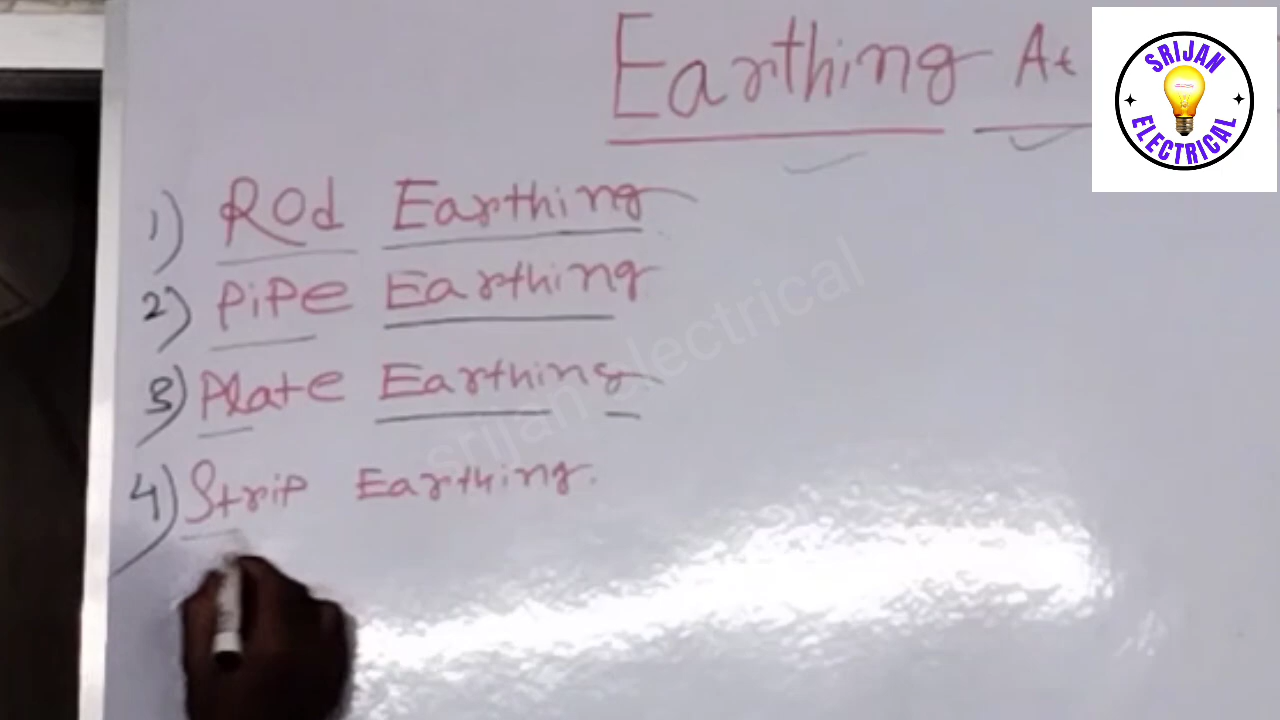 Earthing At
SRIJAN
ELECTRICAL
1) Rod Earthing
2) PiPe Earthing
3) Plate Earthing
4) Strip Earthing.
srijan electrical